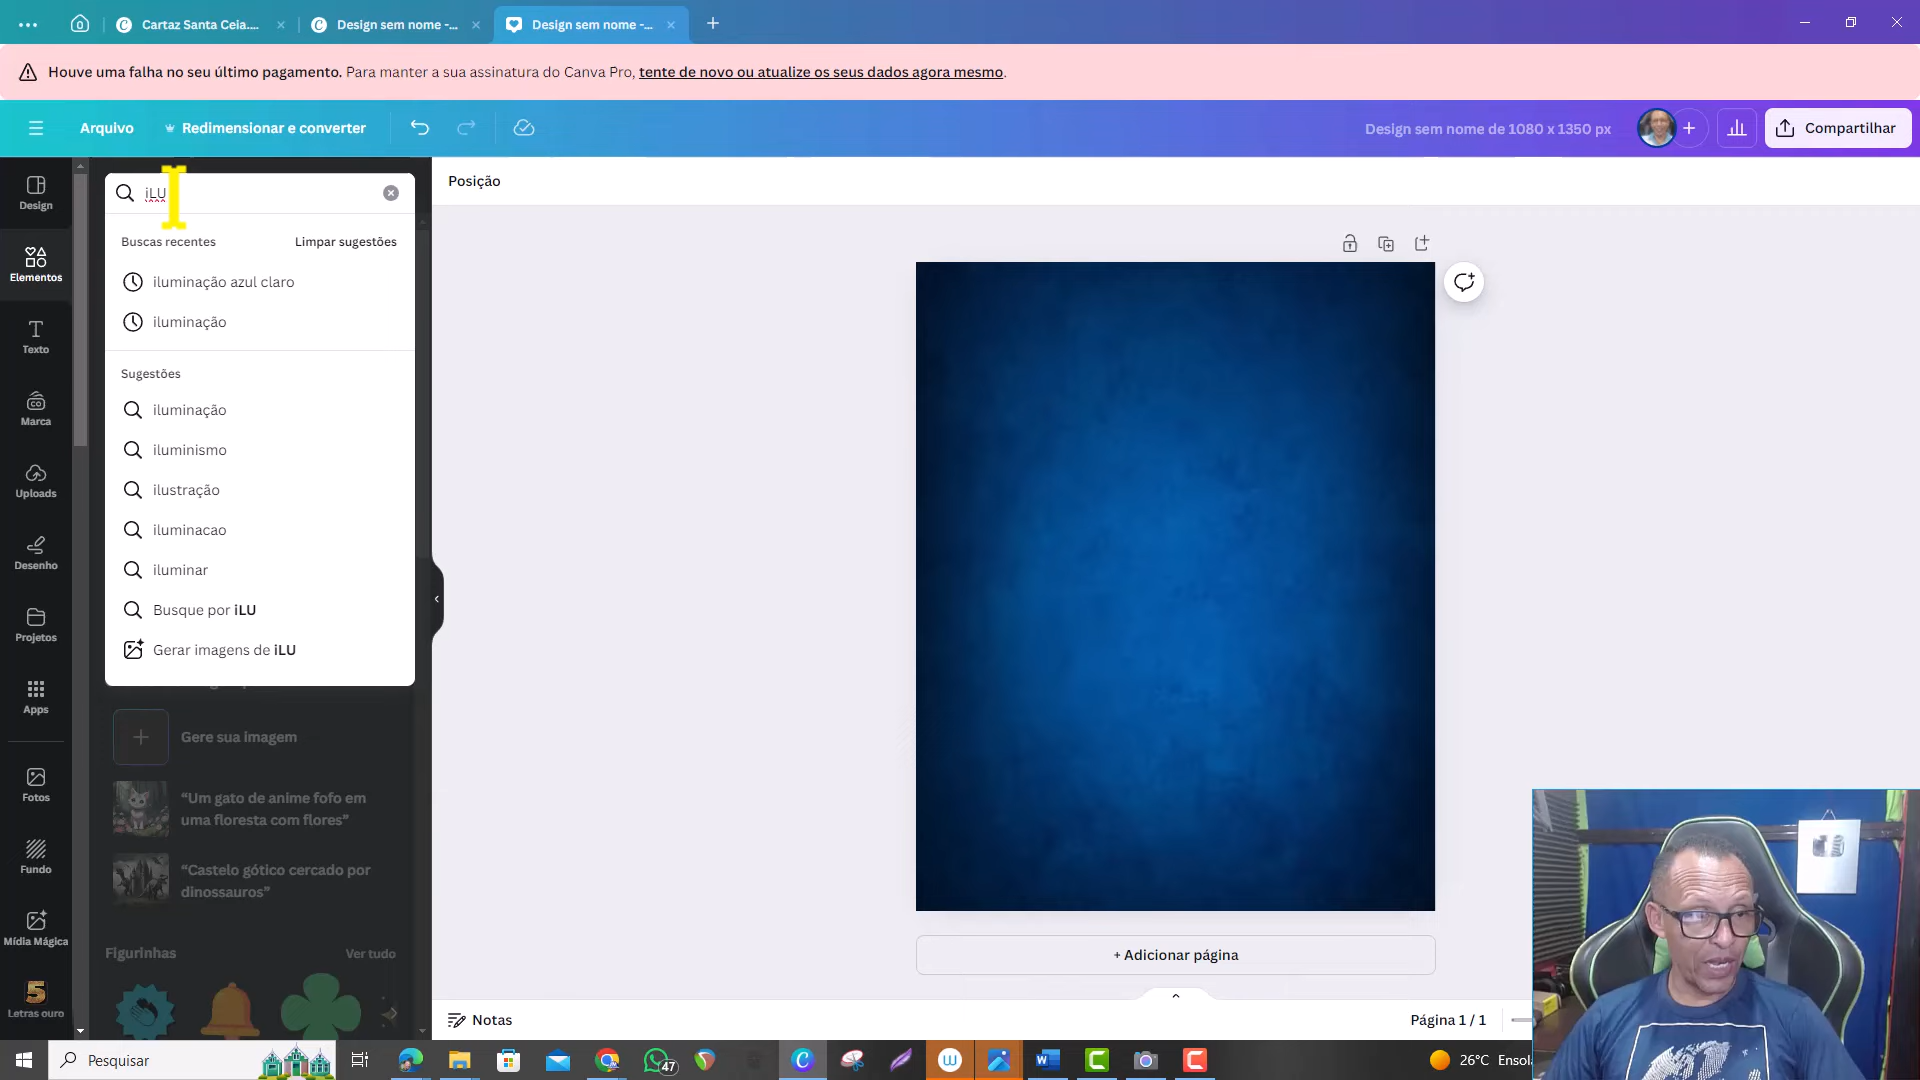 Cartaz Santa Ceia....
Design sem nome -...
Design sem nome -...
Houve uma falha no seu último pagamento. Para manter a sua assinatura do Canva Pro, tente de novo ou atualize os seus dados agora mesmo.
Arquivo
Redimensionar e converter
Design sem nome de 1080 x 1350 px
Compartilhar
Design
Elementos
Texto
Marca
Uploads
Desenho
Projetos
Apps
Fotos
Fundo
Mídia Mágica
Letras ouro
iLU
Buscas recentes
Limpar sugestões
iluminação azul claro
iluminação
Sugestões
iluminação
iluminismo
ilustração
iluminacao
iluminar
Busque por iLU
Gerar imagens de iLU
Gere sua imagem
“Um gato de anime fofo em
uma floresta com flores”
“Castelo gótico cercado por
dinossauros”
Figurinhas
Ver tudo
Posição
+ Adicionar página
Notas
Página 1 / 1
Pesquisar
47
26°C